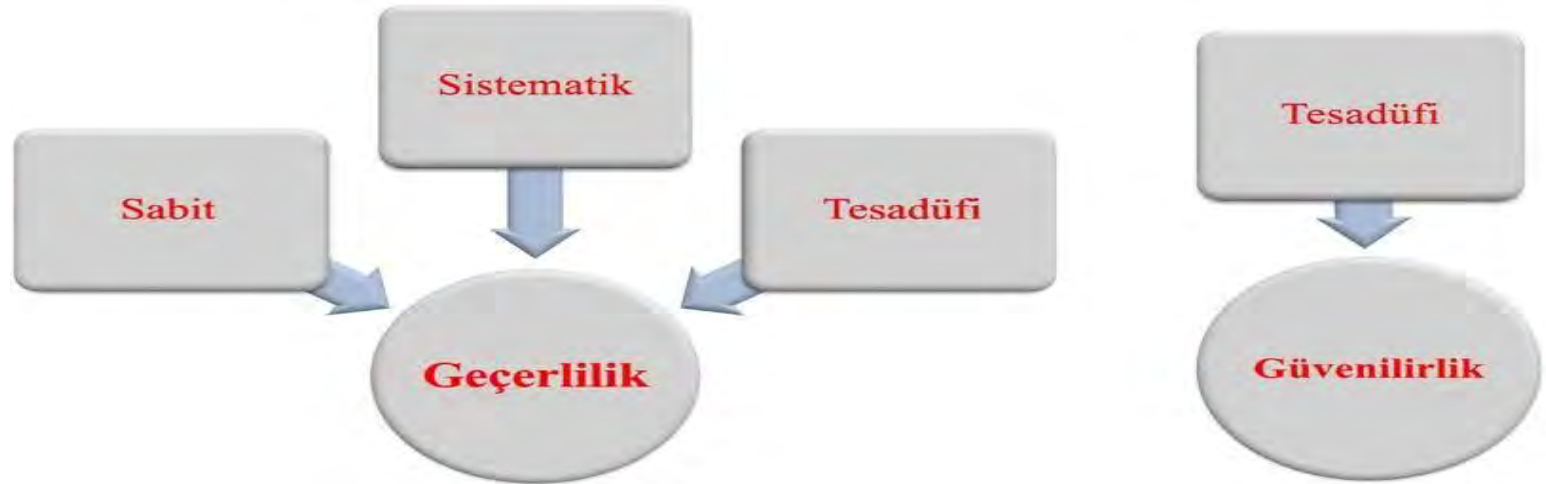 Sistematik
Sabit
Tesadüfi
Geçerlilik
Tesadüfi
Güvenilirlik